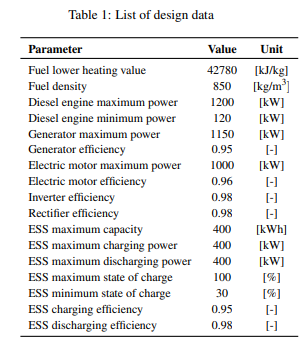 Table 1: List of design data
Parameter Value Unit
Fuel lower heating value 42780 [kJ/kg]
Fuel density 850 [kg/m³]
Diesel engine maximum power 1200 [kW]
Diesel engine minimum power 120 [kW]
Generator maximum power 1150 [kW]
Generator efficiency 0.95 [-]
Electric motor maximum power 1000 [kW]
Electric motor efficiency 0.96 [-]
Inverter efficiency 0.98 [-]
Rectifier efficiency 0.98 [-]
ESS maximum capacity 400 [kWh]
ESS maximum charging power 400 [kW]
ESS maximum discharging power 400 [kW]
ESS maximum state of charge 100 [%]
ESS minimum state of charge 30 [%]
ESS charging efficiency 0.95 [-]
ESS discharging efficiency 0.98 [-]